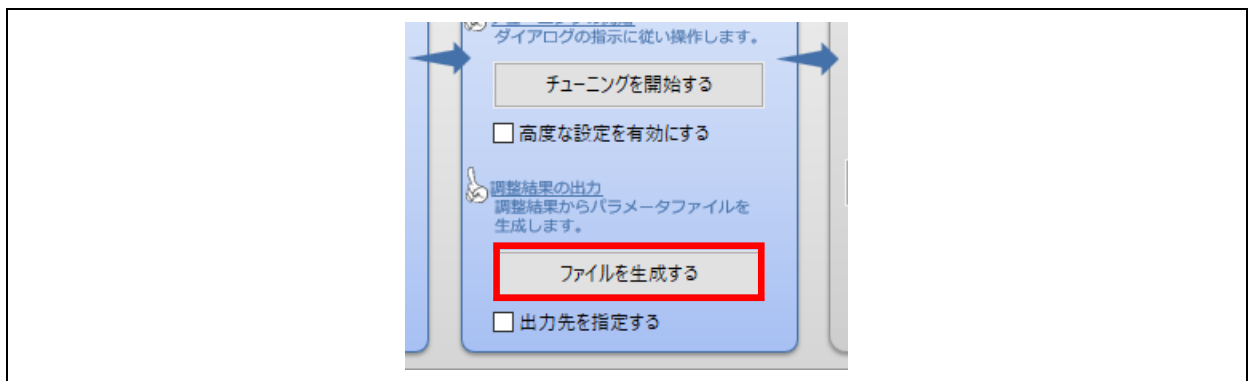 ダイアログの指示に従い操作します。
チューニングを開始する
高度な設定を有効にする
調整結果の出力
調整結果からパラメータファイルを
生成します。
ファイルを生成する
出力先を指定する